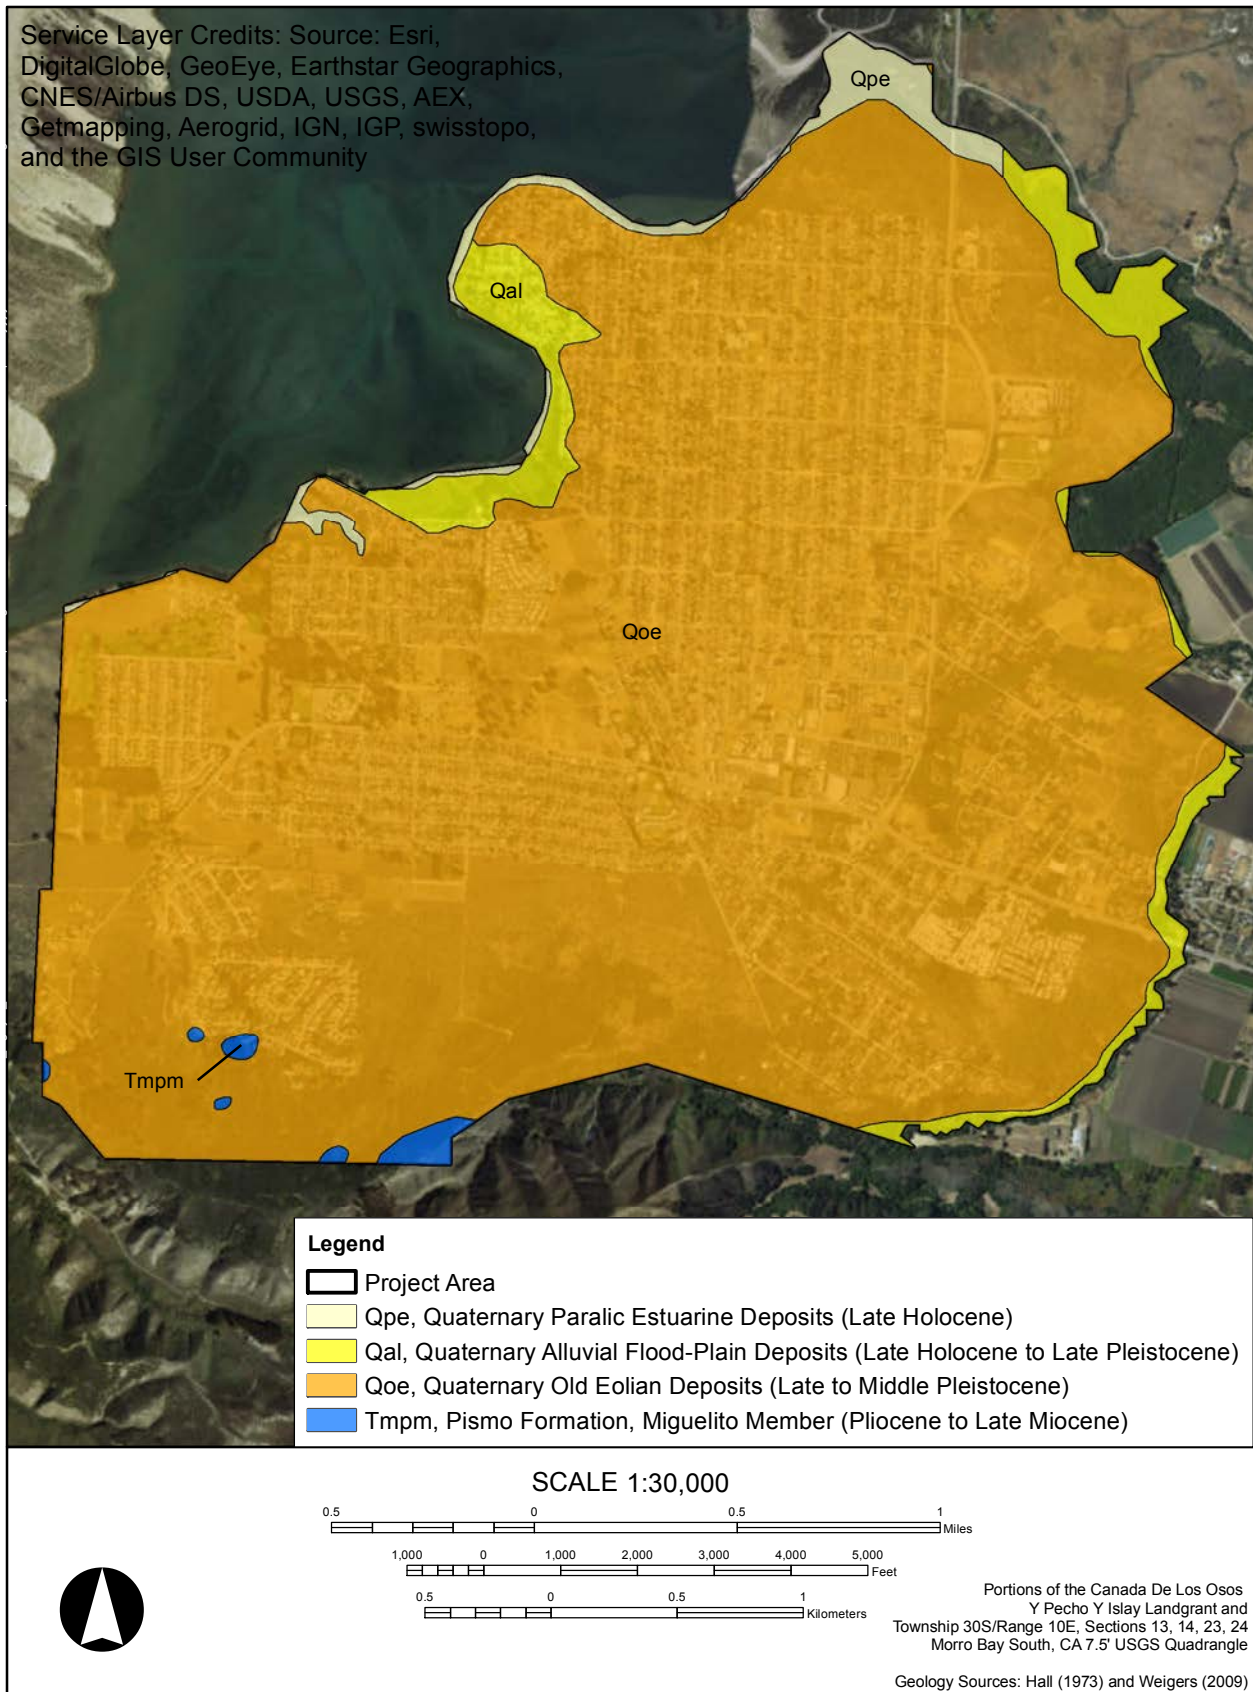 Service Layer Credits: Source: Esri,
DigitalGlobe, GeoEye, Earthstar Geographics,
CNES/Airbus DS, USDA, USGS, AEX,
Getmapping, Aerogrid, IGN, IGP, swisstopo,
and the GIS User Community
Qpe
Qal
Qoe
Tmpm
Legend
Project Area
Qpe, Quaternary Paralic Estuarine Deposits (Late Holocene)
Qal, Quaternary Alluvial Flood-Plain Deposits (Late Holocene to Late Pleistocene)
Qoe, Quaternary Old Eolian Deposits (Late to Middle Pleistocene)
Tmpm, Pismo Formation, Miguelito Member (Pliocene to Late Miocene)
SCALE 1:30,000
0.5 0 0.5 1
Miles
1,000 0 1,000 2,000 3,000 4,000 5,000
Feet
0.5 0 0.5 1
Kilometers
Portions of the Canada De Los Osos
Y Pecho Y Islay Landgrant and
Township 30S/Range 10E, Sections 13, 14, 23, 24
Morro Bay South, CA 7.5' USGS Quadrangle
Geology Sources: Hall (1973) and Weigers (2009)